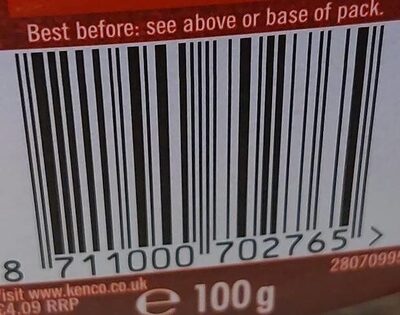 Best before: see above or base of pack.
8 711000 702765 >
2807099
isit www.kenco.co.uk
£4.09 RRP
e 100g